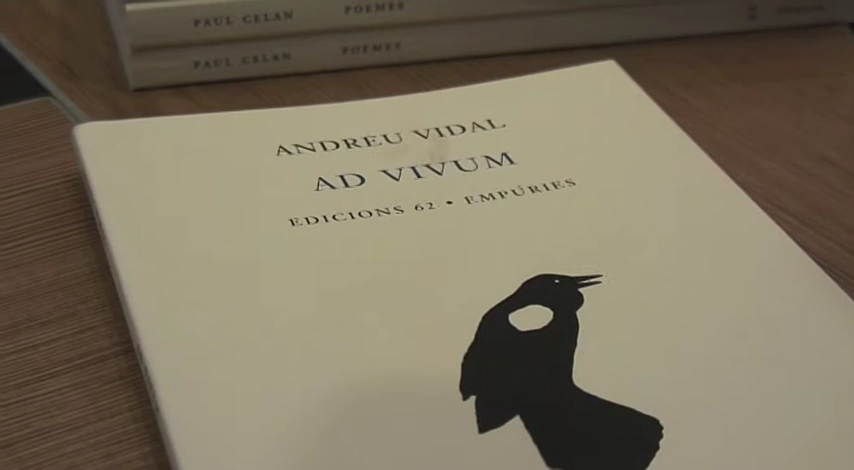 PAUL CELAN POEMES
PAUL CELAN POEMES
ANDREU VIDAL
AD VIVUM
EDICIONS 62 • EMPÚRIES